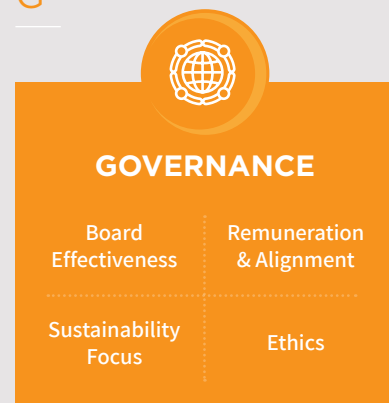 G
GOVERNANCE
Board
Effectiveness
Remuneration
& Alignment
Sustainability
Focus
Ethics